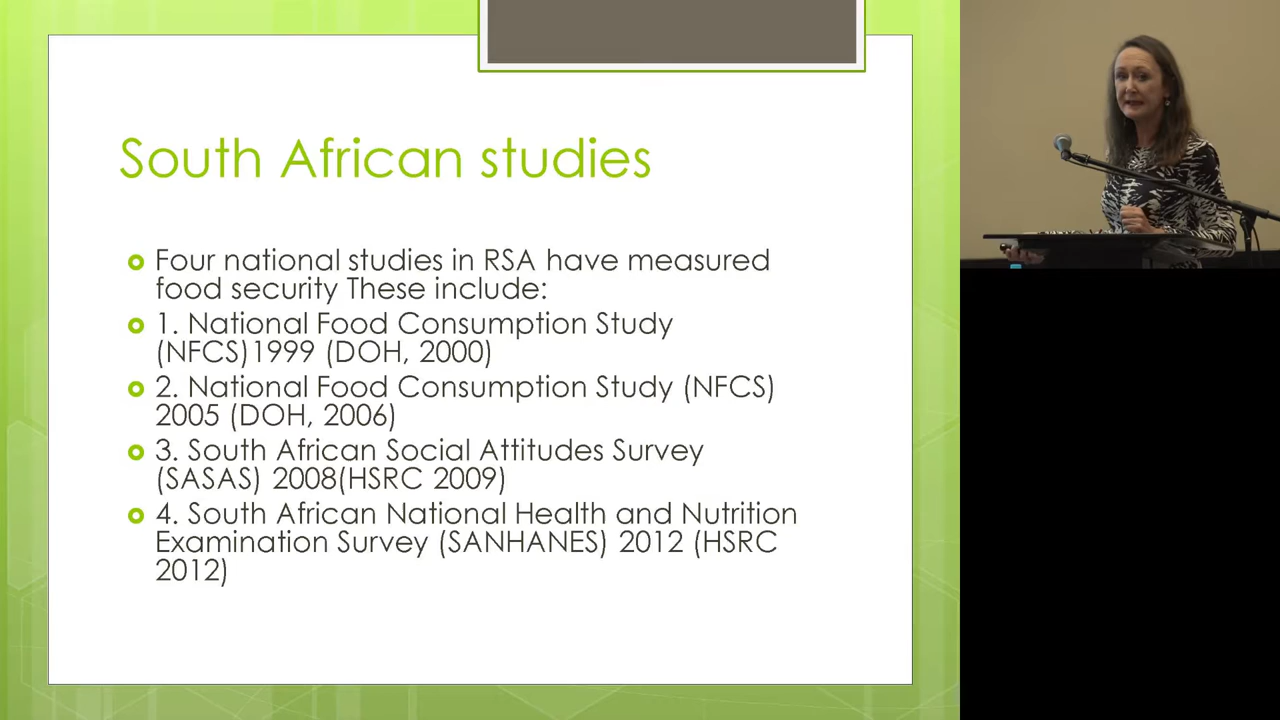 South African studies
Four national studies in RSA have measured
food security These include:
1. National Food Consumption Study
(NFCS)1999 (DOH, 2000)
2. National Food Consumption Study (NFCS)
2005 (DOH, 2006)
3. South African Social Attitudes Survey
(SASAS) 2008(HSRC 2009)
4. South African National Health and Nutrition
Examination Survey (SANHANES) 2012 (HSRC
2012)